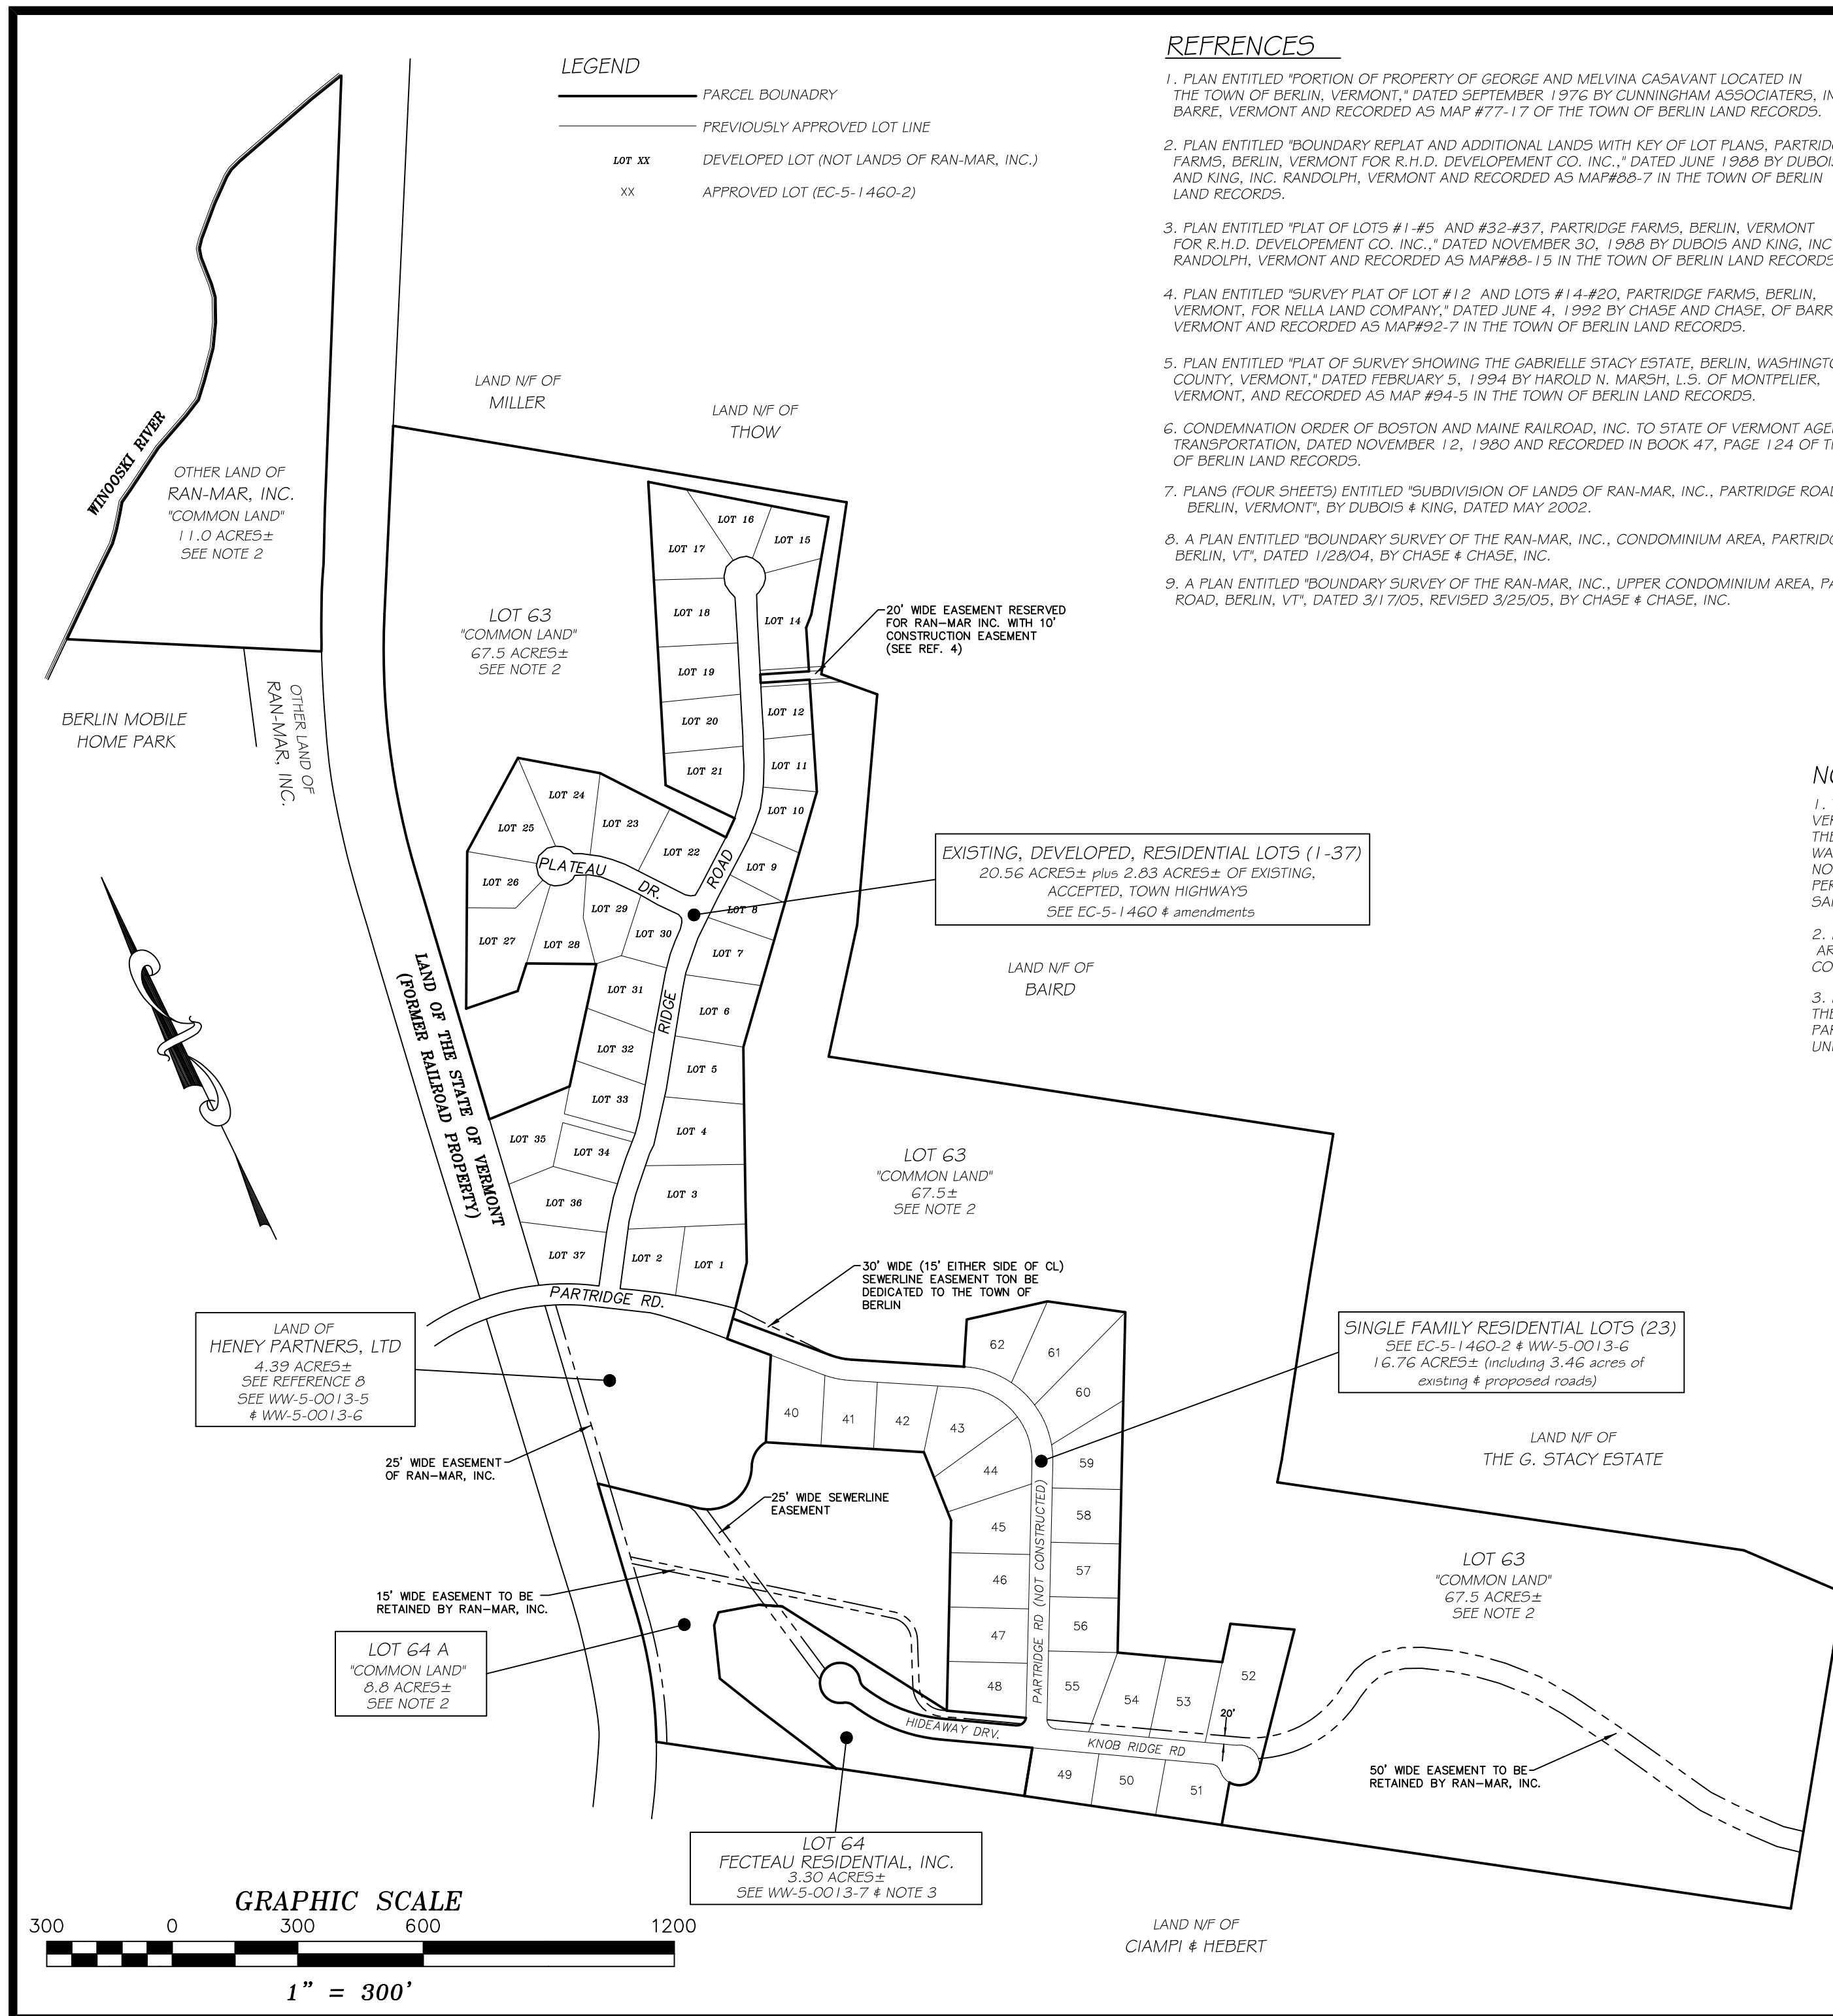 LEGEND
PARCEL BOUNADRY
PREVIOUSLY APPROVED LOT LINE
LOT XX DEVELOPED LOT (NOT LANDS OF RAN-MAR, INC.)
XX APPROVED LOT (EC-5-1460-2)
REFRENCES
1. PLAN ENTITLED "PORTION OF PROPERTY OF GEORGE AND MELVINA CASAVANT LOCATED IN
THE TOWN OF BERLIN, VERMONT," DATED SEPTEMBER 1976 BY CUNNINGHAM ASSOCIATERS,
BARRE, VERMONT AND RECORDED AS MAP #77-17 OF THE TOWN OF BERLIN LAND RECORDS.
2. PLAN ENTITLED "BOUNDARY REPLAT AND ADDITIONAL LANDS WITH KEY OF LOT PLANS,
FARMS, BERLIN, VERMONT FOR R.H.D. DEVELOPEMENT CO. INC.," DATED JUNE 1988 BY
AND KING, INC. RANDOLPH, VERMONT AND RECORDED AS MAP#88-7 IN THE TOWN OF BERLIN
LAND RECORDS.
3. PLAN ENTITLED "PLAT OF LOTS #1-#5 AND #32-#37, PARTRIDGE FARMS, BERLIN, VERMONT
FOR R.H.D. DEVELOPEMENT CO. INC.," DATED NOVEMBER 30, 1988 BY DUBOIS AND KING, INC
RANDOLPH, VERMONT AND RECORDED AS MAP#88-15 IN THE TOWN OF BERLIN LAND RECORDS
4. PLAN ENTITLED "SURVEY PLAT OF LOT #12 AND LOTS #14-#20, PARTRIDGE FARMS, BERLIN,
VERMONT, FOR NELLA LAND COMPANY," DATED JUNE 4, 1992 BY CHASE AND CHASE, OF
VERMONT AND RECORDED AS MAP#92-7 IN THE TOWN OF BERLIN LAND RECORDS.
5. PLAN ENTITLED "PLAT OF SURVEY SHOWING THE GABRIELLE STACY ESTATE, BERLIN,
COUNTY, VERMONT," DATED FEBRUARY 5, 1994 BY HAROLD N. MARSH, L.S. OF MONTPELIER,
VERMONT, AND RECORDED AS MAP #94-5 IN THE TOWN OF BERLIN LAND RECORDS.
6. CONDEMNATION ORDER OF BOSTON AND MAINE RAILROAD, INC. TO STATE OF VERMONT
TRANSPORTATION, DATED NOVEMBER 12, 1980 AND RECORDED IN BOOK 47, PAGE 124 OF
OF BERLIN LAND RECORDS.
7. PLANS (FOUR SHEETS) ENTITLED "SUBDIVISION OF LANDS OF RAN-MAR, INC., PARTRIDGE ROAD
BERLIN, VERMONT", BY DUBOIS & KING, DATED MAY 2002.
8. A PLAN ENTITLED "BOUNDARY SURVEY OF THE RAN-MAR, INC., CONDOMINIUM AREA,
BERLIN, VT", DATED 1/28/04, BY CHASE & CHASE, INC.
9. A PLAN ENTITLED "BOUNDARY SURVEY OF THE RAN-MAR, INC., UPPER CONDOMINIUM AREA,
ROAD, BERLIN, VT", DATED 3/17/05, REVISED 3/25/05, BY CHASE & CHASE, INC.
1.
2.
3.
WINOOSKI RIVER
OTHER LAND OF
RAN-MAR, INC.
"COMMON LAND"
11.0 ACRES±
SEE NOTE 2
LAND N/F OF
MILLER
LAND N/F OF
THOW
BERLIN MOBILE
HOME PARK
OTHER LAND OF
RAN-MAR, INC.
LOT 63
"COMMON LAND"
67.5 ACRES±
SEE NOTE 2
20' WIDE EASEMENT RESERVED
FOR RAN-MAR INC. WITH 10'
CONSTRUCTION EASEMENT
(SEE REF. 4)
LOT 16
LOT 15
LOT 17
LOT 18
LOT 14
LOT 19
LOT 20
LOT 12
LOT 21
LOT 11
LOT 10
LOT 24
LOT 23
LOT 25
LOT 22
LOT 9
PLATEAU DR.
RIDGE ROAD
LOT 26
LOT 29
LOT 8
LOT 30
LOT 27
LOT 28
LOT 7
LOT 31
LOT 6
LOT 32
LOT 5
LOT 33
LOT 4
LOT 35
LOT 34
LOT 3
LOT 36
LOT 37
LOT 2
LOT 1
EXISTING, DEVELOPED, RESIDENTIAL LOTS (1-37)
20.56 ACRES± plus 2.83 ACRES± OF EXISTING,
ACCEPTED, TOWN HIGHWAYS
SEE EC-5-1460 & amendments
LAND N/F OF
BAIRD
LAND OF THE STATE OF VERMONT
(FORMER RAILROAD PROPERTY)
LOT 63
"COMMON LAND"
67.5±
SEE NOTE 2
30' WIDE (15' EITHER SIDE OF CL)
SEWERLINE EASEMENT TON BE
DEDICATED TO THE TOWN OF
BERLIN
PARTRIDGE RD.
LAND OF
HENEY PARTNERS, LTD
4.39 ACRES±
SEE REFERENCE 8
SEE WW-5-0013-5
& WW-5-0013-6
SINGLE FAMILY RESIDENTIAL LOTS (23)
SEE EC-5-1460-2 & WW-5-0013-6
16.76 ACRES± (including 3.46 acres of
existing & proposed roads)
62
61
60
40
41
42
43
44
59
58
45
57
46
56
47
48
55
54
53
52
49
50
51
PARTRIDGE RD (NOT CONSTRUCTED)
25' WIDE EASEMENT
OF RAN-MAR, INC.
25' WIDE SEWERLINE
EASEMENT
LAND N/F OF
THE G. STACY ESTATE
15' WIDE EASEMENT TO BE
RETAINED BY RAN-MAR, INC.
LOT 63
"COMMON LAND"
67.5 ACRES±
SEE NOTE 2
LOT 64 A
"COMMON LAND"
8.8 ACRES±
SEE NOTE 2
HIDEAWAY DRV.
KNOB RIDGE RD
20'
50' WIDE EASEMENT TO BE
RETAINED BY RAN-MAR, INC.
LOT 64
FECTEAU RESIDENTIAL, INC.
3.30 ACRES±
SEE WW-5-0013-7 & NOTE 3
LAND N/F OF
CIAMPI & HEBERT
GRAPHIC SCALE
300 0 300 600 1200
1" = 300'